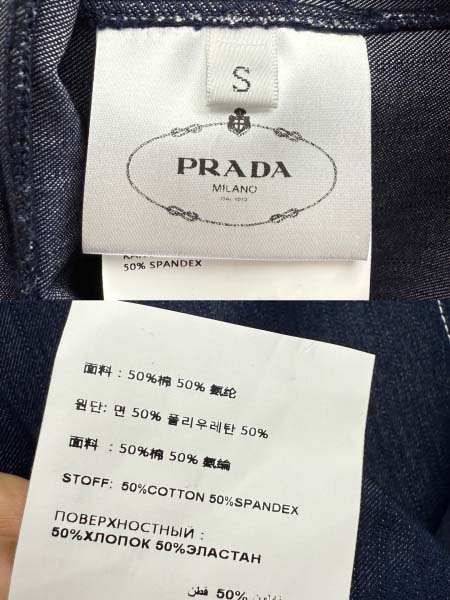 S
PRADA
MILANO
50% SPANDEX
面料 : 50%棉 50% 氨纶
원단: 면 50% 폴리우레탄 50%
面料 : 50%棉 50% 氨綸
STOFF: 50%COTTON 50%SPANDEX
ПОВЕРХНОСТНЫЙ :
50%ХЛОПОК 50%ЭЛАСТАН
50% قطن